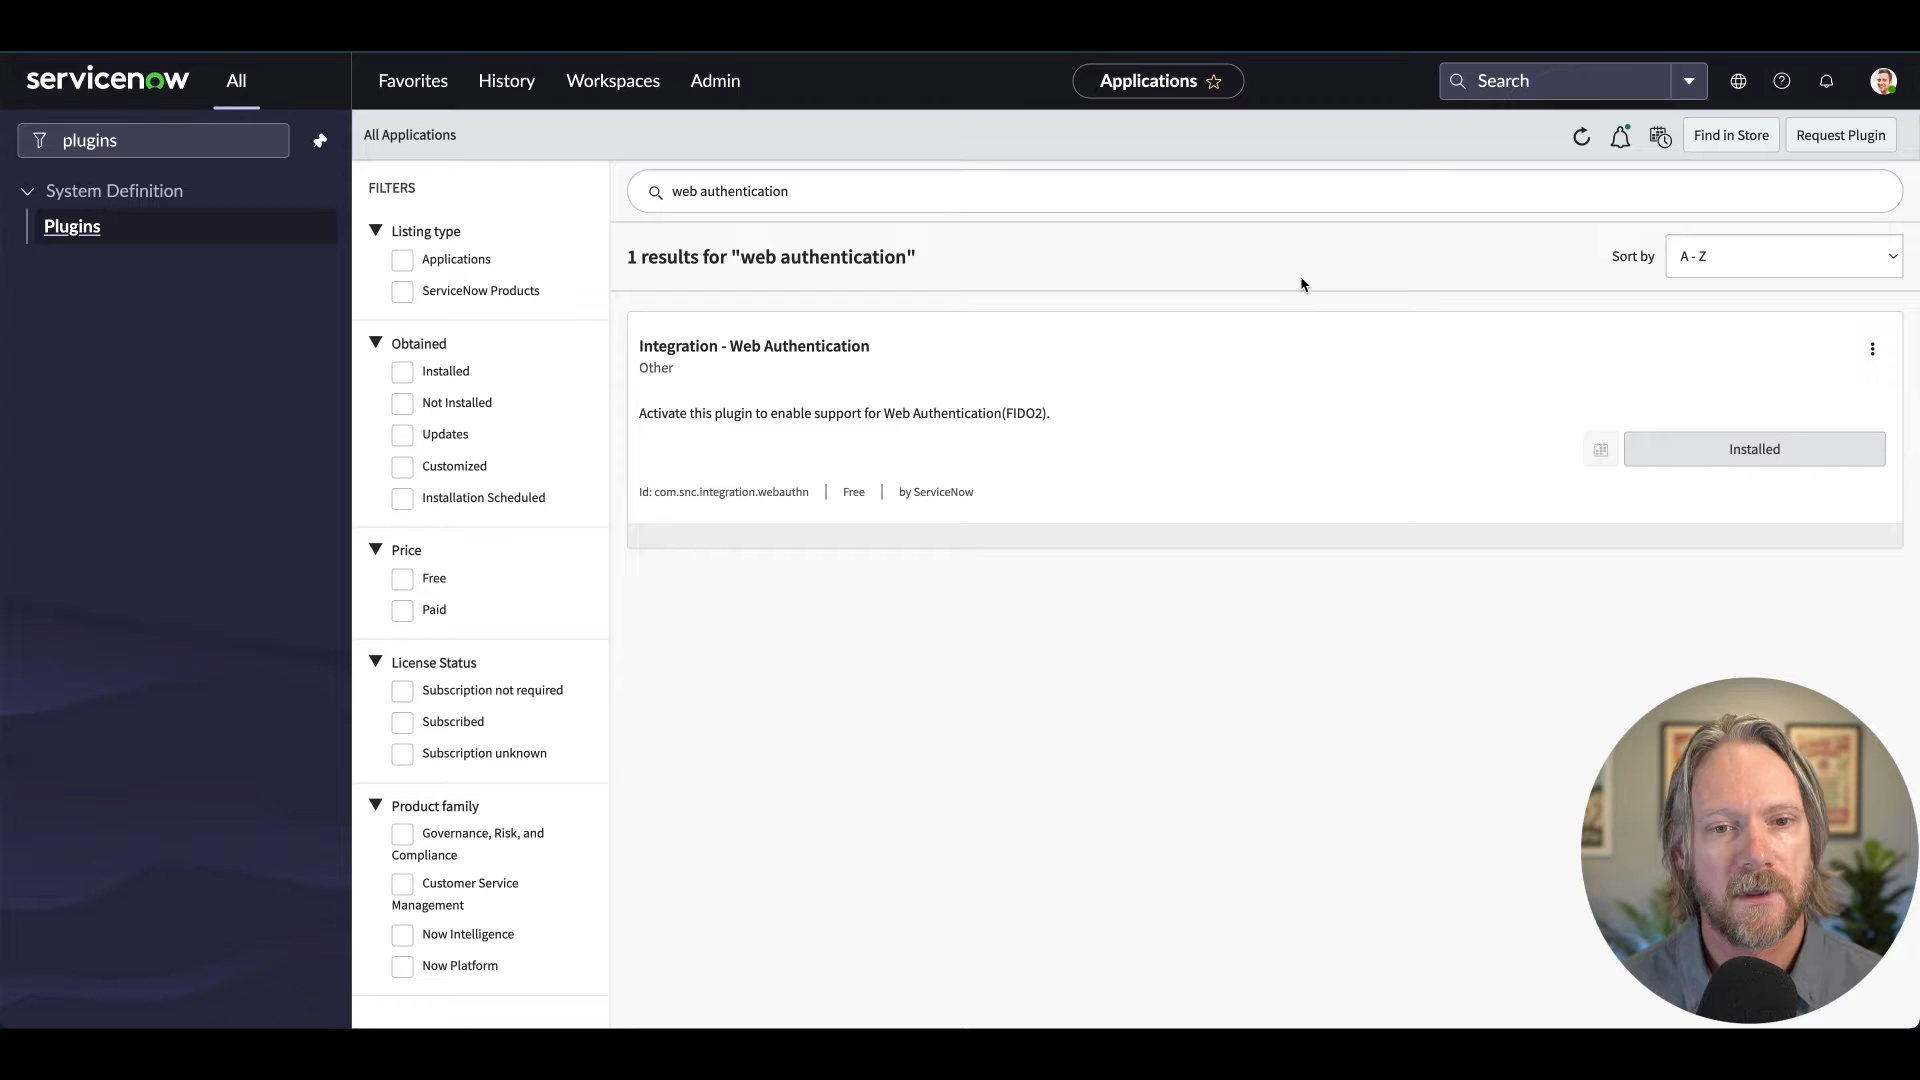 servicenow
All
Favorites
History
Workspaces
Admin
Applications
Search
plugins
System Definition
Plugins
All Applications
Find in Store
Request Plugin
FILTERS
Listing type
Applications
ServiceNow Products
Obtained
Installed
Not Installed
Updates
Customized
Installation Scheduled
Price
Free
Paid
License Status
Subscription not required
Subscribed
Subscription unknown
Product family
Governance, Risk, and
Compliance
Customer Service
Management
Now Intelligence
Now Platform
web authentication
1 results for "web authentication"
Sort by
A - Z
Integration - Web Authentication
Other
Activate this plugin to enable support for Web Authentication(FIDO2).
Installed
Id: com.snc.integration.webauthn
Free
by ServiceNow